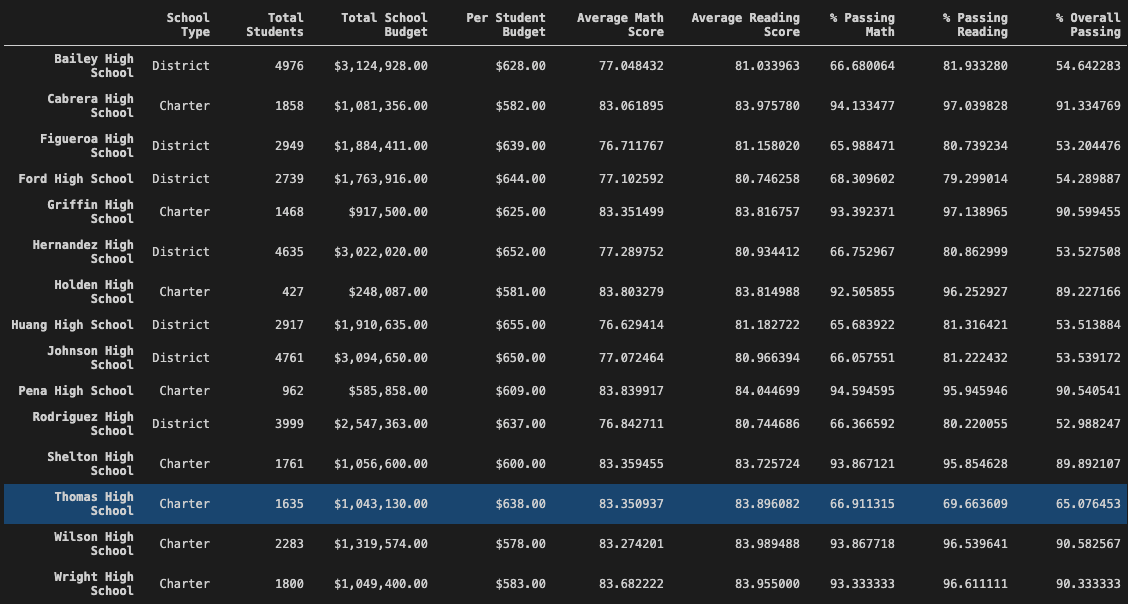 School Type Total Students Total School Budget Per Student Budget Average Math Score Average Reading Score % Passing Math % Passing Reading % Overall Passing
Bailey High School District 4976 $3,124,928.00 $628.00 77.048432 81.033963 66.680064 81.933280 54.642283
Cabrera High School Charter 1858 $1,081,356.00 $582.00 83.061895 83.975780 94.133477 97.039828 91.334769
Figueroa High School District 2949 $1,884,411.00 $639.00 76.711767 81.158020 65.988471 80.739234 53.204476
Ford High School District 2739 $1,763,916.00 $644.00 77.102592 80.746258 68.309602 79.299014 54.289887
Griffin High School Charter 1468 $917,500.00 $625.00 83.351499 83.816757 93.392371 97.138965 90.599455
Hernandez High School District 4635 $3,022,020.00 $652.00 77.289752 80.934412 66.752967 80.862999 53.527508
Holden High School Charter 427 $248,087.00 $581.00 83.803279 83.814988 92.505855 96.252927 89.227166
Huang High School District 2917 $1,910,635.00 $655.00 76.629414 81.182722 65.683922 81.316421 53.513884
Johnson High School District 4761 $3,094,650.00 $650.00 77.072464 80.966394 66.057551 81.222432 53.539172
Pena High School Charter 962 $585,858.00 $609.00 83.839917 84.044699 94.594595 95.945946 90.540541
Rodriguez High School District 3999 $2,547,363.00 $637.00 76.842711 80.744686 66.366592 80.220055 52.988247
Shelton High School Charter 1761 $1,056,600.00 $600.00 83.359455 83.725724 93.867121 95.854628 89.892107
Thomas High School Charter 1635 $1,043,130.00 $638.00 83.350937 83.896082 66.911315 69.663609 65.076453
Wilson High School Charter 2283 $1,319,574.00 $578.00 83.274201 83.989488 93.867718 96.539641 90.582567
Wright High School Charter 1800 $1,049,400.00 $583.00 83.682222 83.955000 93.333333 96.611111 90.333333